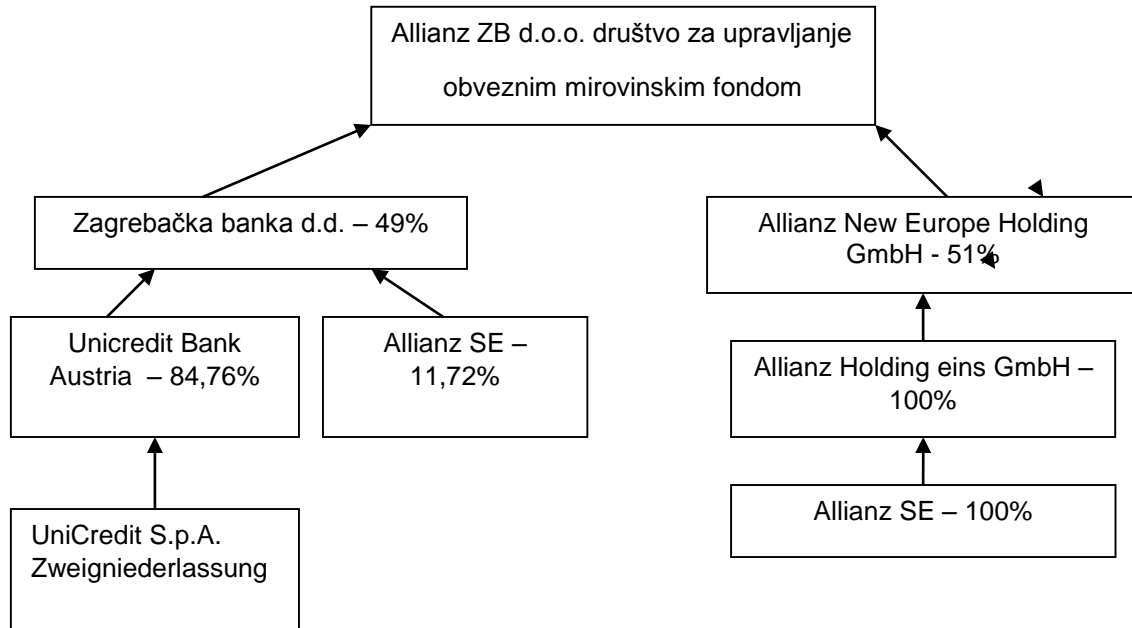 Allianz ZB d.o.o. društvo za upravljanje
obveznim mirovinskim fondom
Zagrebačka banka d.d. – 49%
Allianz New Europe Holding
GmbH - 51%
Unicredit Bank
Austria – 84,76%
Allianz SE –
11,72%
Allianz Holding eins GmbH –
100%
UniCredit S.p.A.
Zweigniederlassung
Allianz SE – 100%